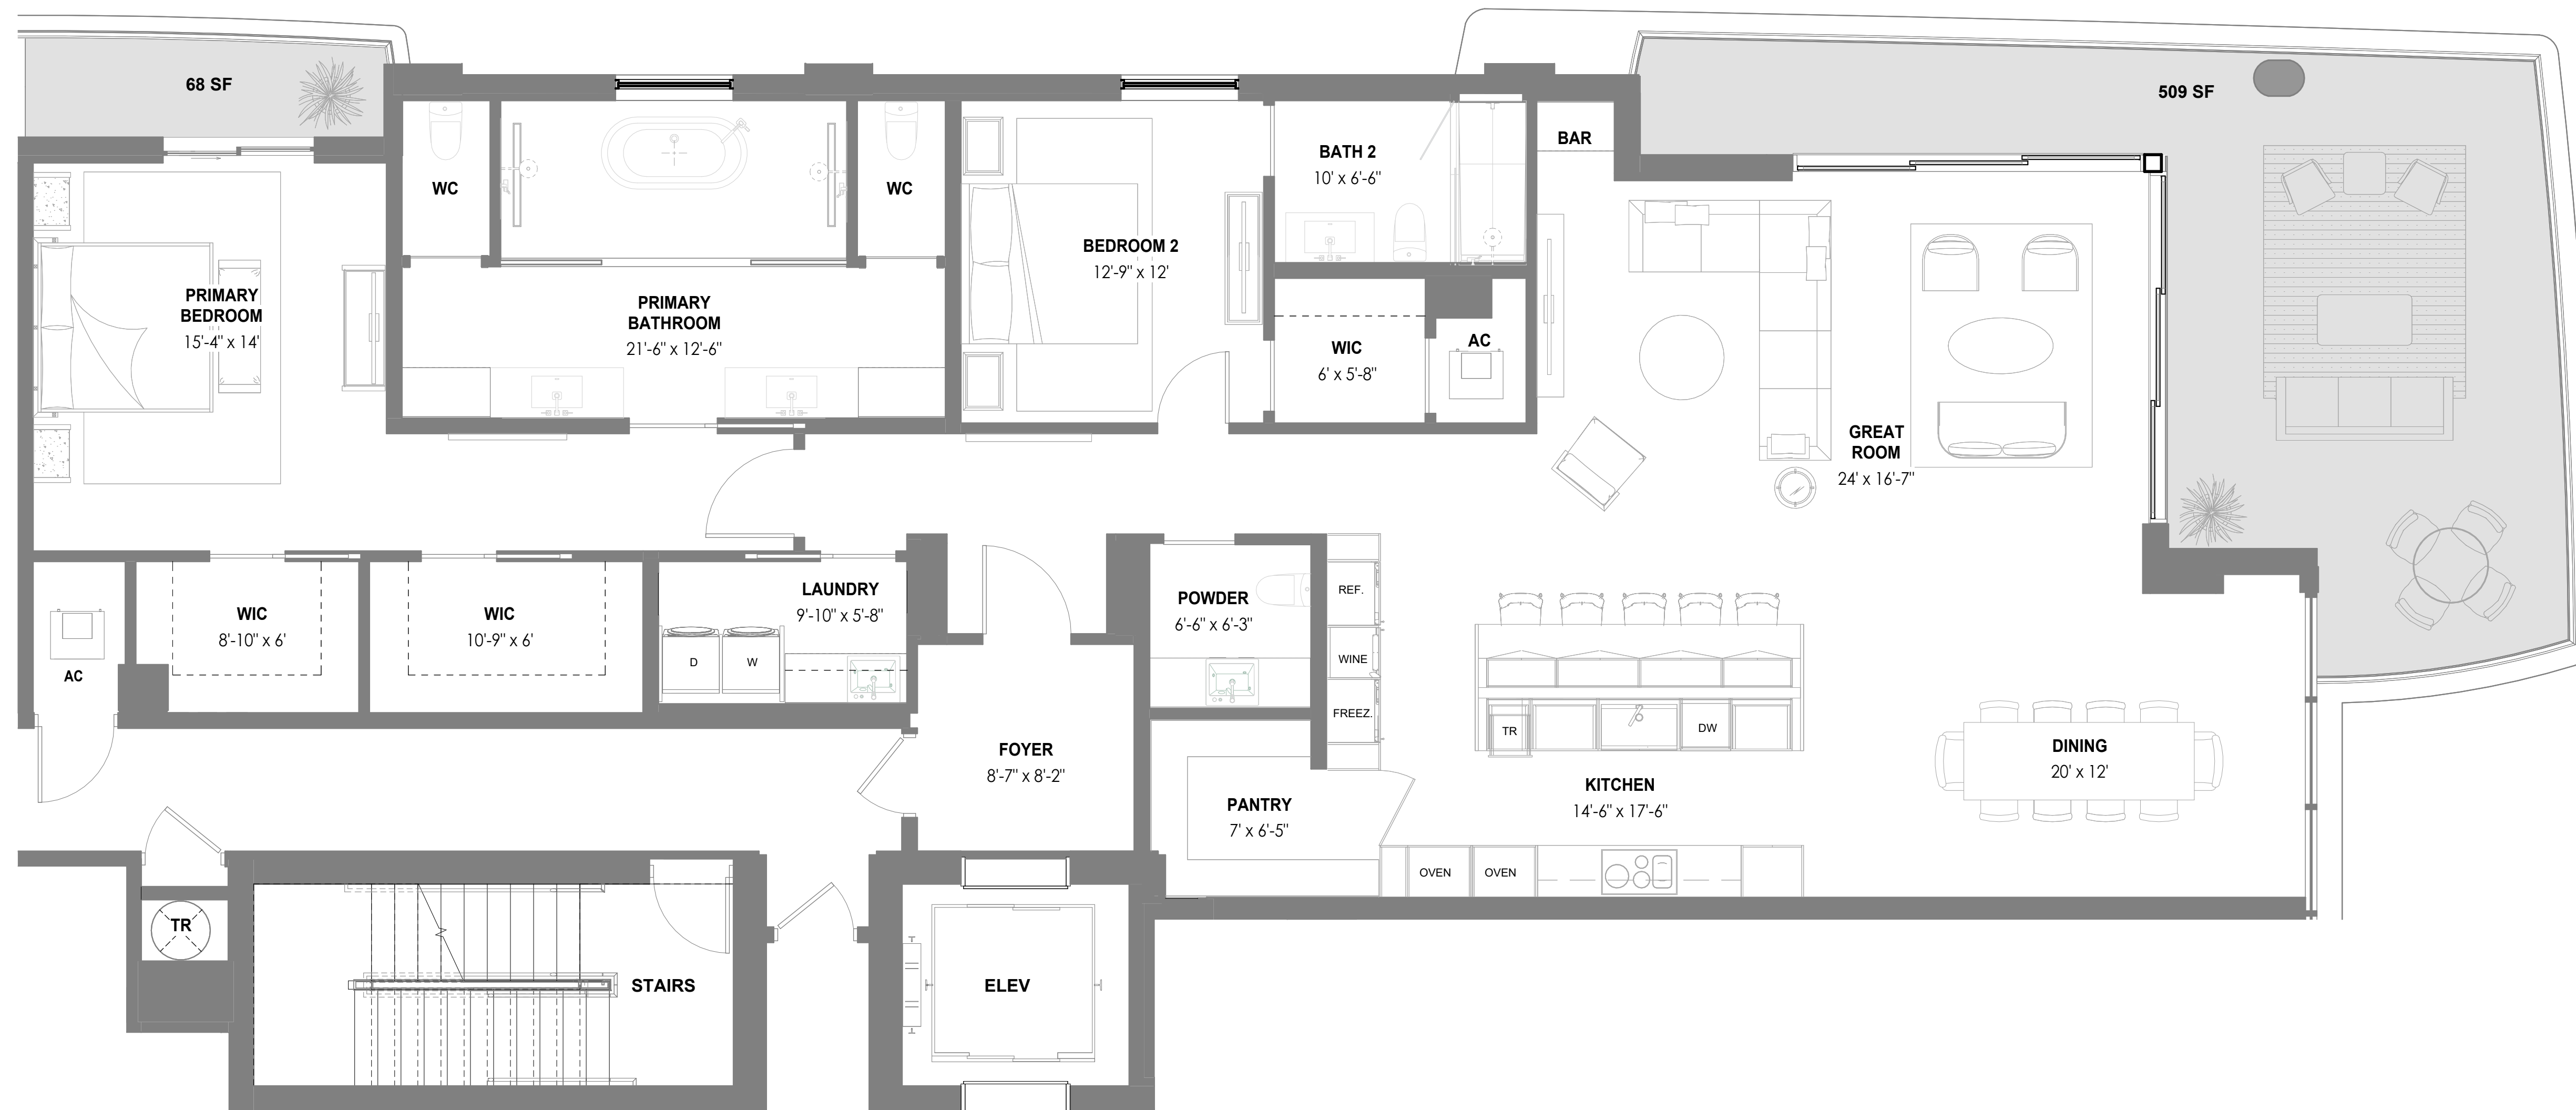 68 SF
509 SF
WC
WC
BAR
BATH 2
10' x 6'-6"
BEDROOM 2
12'-9" x 12'
PRIMARY
BEDROOM
15'-4" x 14'
PRIMARY
BATHROOM
21'-6" x 12'-6"
WIC
6' x 5'-8"
AC
GREAT
ROOM
24' x 16'-7"
AC
WIC
8'-10" x 6'
WIC
10'-9" x 6'
LAUNDRY
9'-10" x 5'-8"
D
W
POWDER
6'-6" x 6'-3"
REF.
WINE
FREEZ.
TR
DW
FOYER
8'-7" x 8'-2"
PANTRY
7' x 6'-5"
KITCHEN
14'-6" x 17'-6"
DINING
20' x 12'
OVEN
OVEN
TR
STAIRS
ELEV